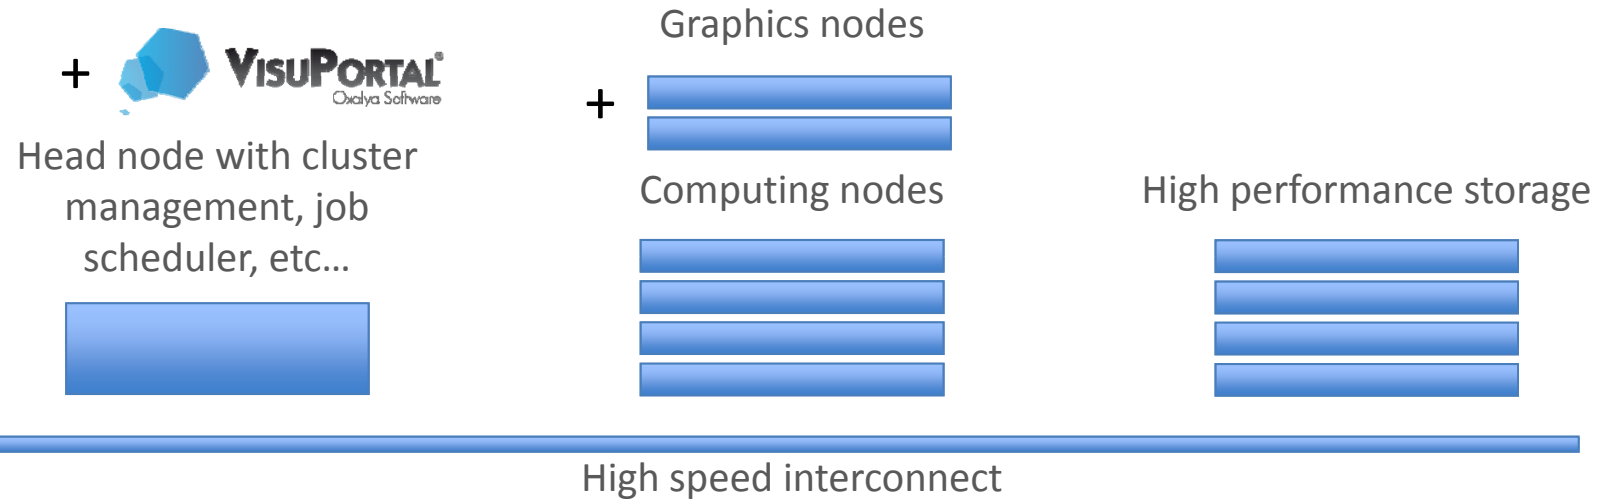 + VISUPORTAL®
Oxalya Software
Head node with cluster
management, job
scheduler, etc…
Graphics nodes
+
Computing nodes
High performance storage
High speed interconnect